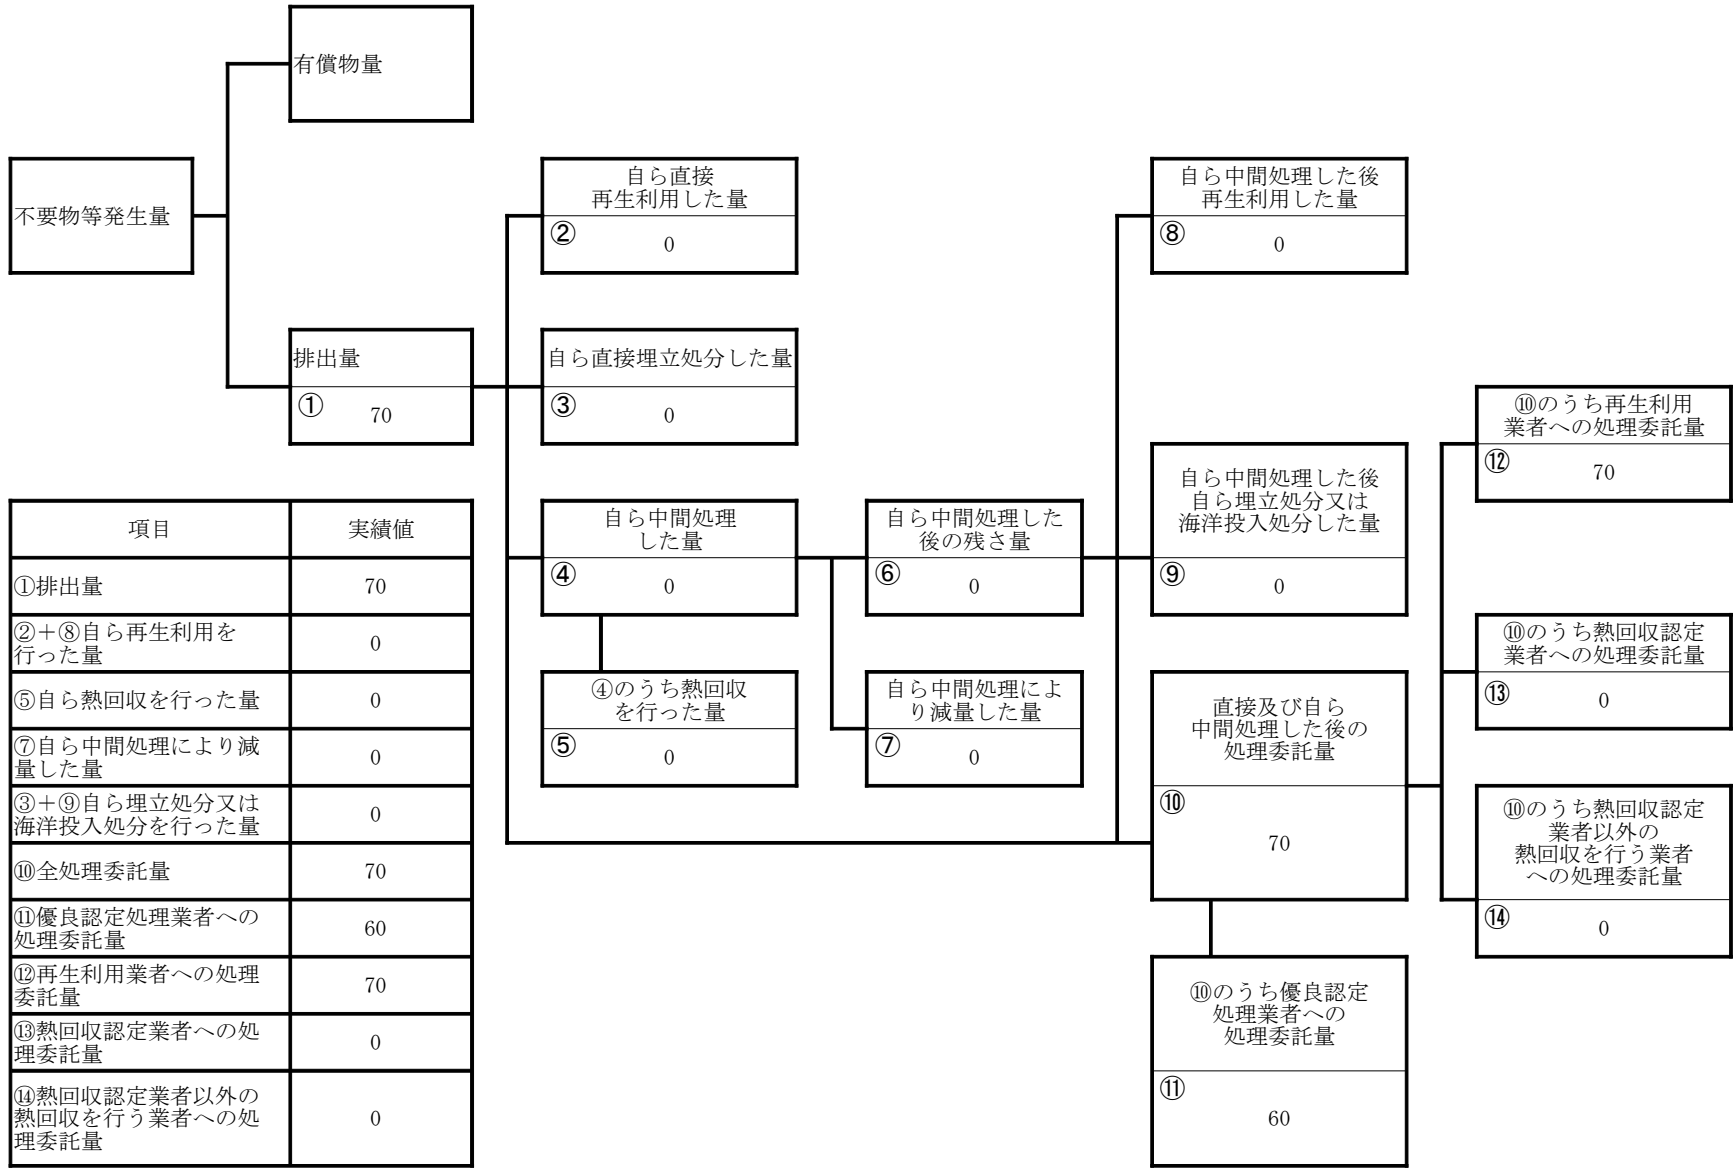 有償物量
不要物等発生量
自ら直接
再生利用した量
②
0
自ら中間処理した後
再生利用した量
⑧
0
排出量
①
70
自ら直接埋立処分した量
③
0
⑩のうち再生利用
業者への処理委託量
⑫
70
自ら中間処理
した量
④
0
自ら中間処理した
後の残さ量
⑥
0
自ら中間処理した後
自ら埋立処分又は
海洋投入処分した量
⑨
0
⑩のうち熱回収認定
業者への処理委託量
⑬
0
④のうち熱回収
を行った量
⑤
0
自ら中間処理によ
り減量した量
⑦
0
直接及び自ら
中間処理した後の
処理委託量
⑩
70
⑩のうち熱回収認定
業者以外の
熱回収を行う業者
への処理委託量
⑭
0
⑩のうち優良認定
処理業者への
処理委託量
⑪
60
項目 実績値
①排出量 70
②＋⑧自ら再生利用を
行った量 0
⑤自ら熱回収を行った量 0
⑦自ら中間処理により減
量した量 0
③＋⑨自ら埋立処分又は
海洋投入処分を行った量 0
⑩全処理委託量 70
⑪優良認定処理業者への
処理委託量 60
⑫再生利用業者への処理
委託量 70
⑬熱回収認定業者への処
理委託量 0
⑭熱回収認定業者以外の
熱回収を行う業者への処
理委託量 0